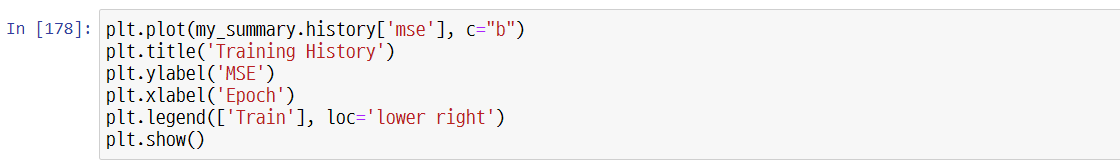 In [178]: plt.plot(my_summary.history['mse'], c="b")
plt.title('Training History')
plt.ylabel('MSE')
plt.xlabel('Epoch')
plt.legend(['Train'], loc='lower right')
plt.show()